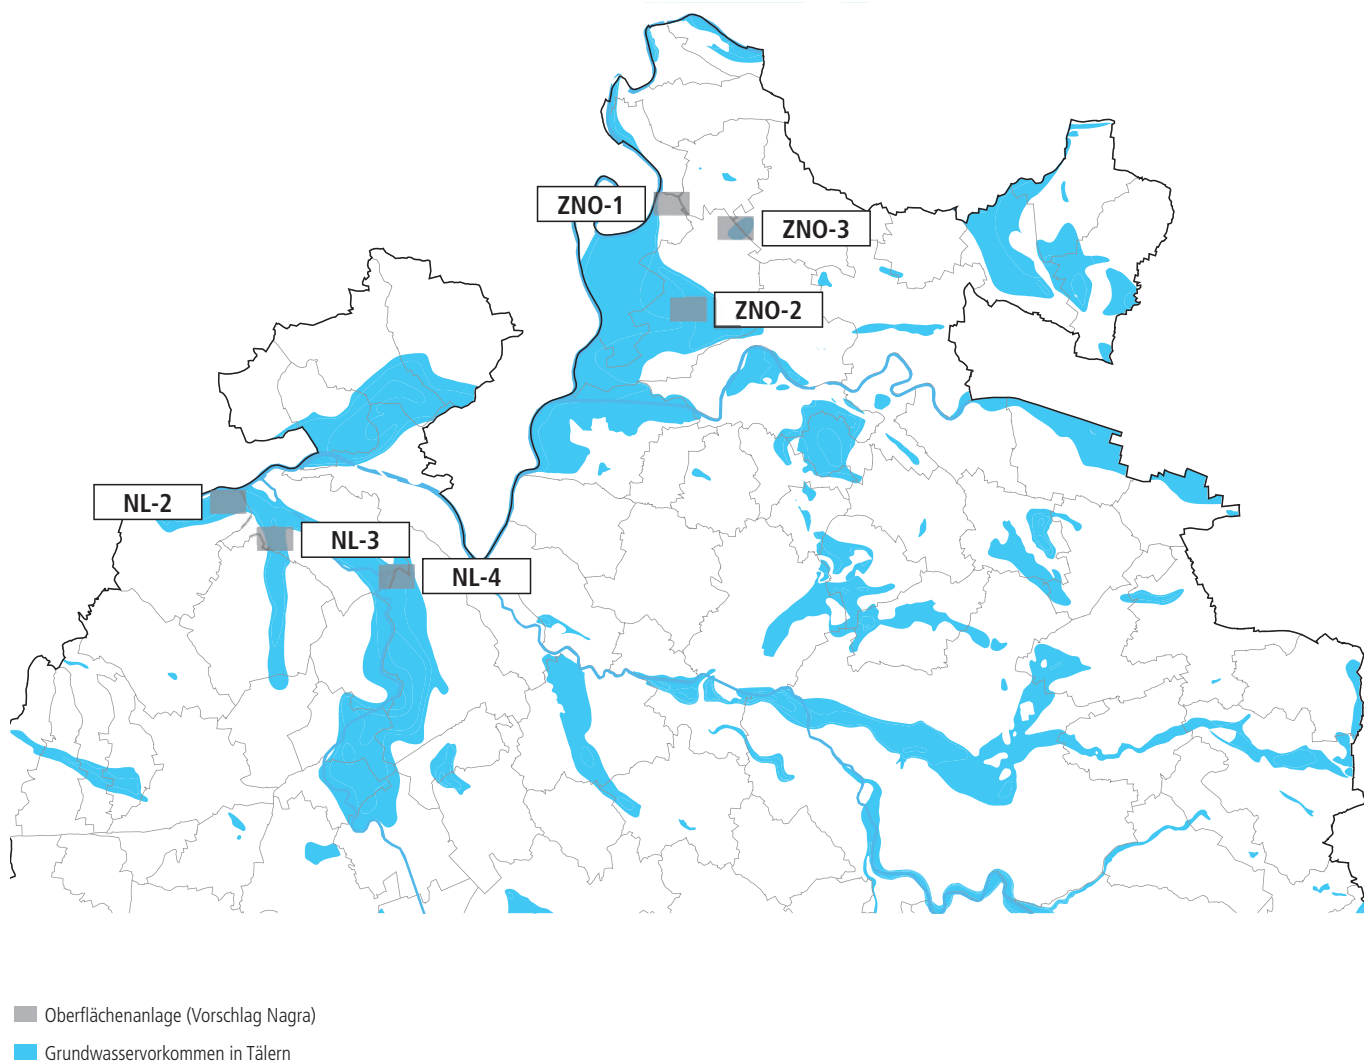 ZNO-1
ZNO-3
ZNO-2
NL-2
NL-3
NL-4
Oberflächenanlage (Vorschlag Nagra)
Grundwasservorkommen in Tälern